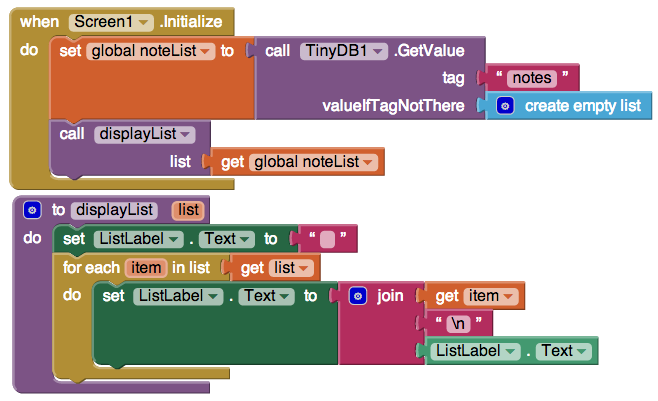 when Screen1 .Initialize
do set global noteList to call TinyDB1 .GetValue
tag " notes "
valueIfTagNotThere create empty list
call displayList
list get global noteList
to displayList list
do set ListLabel . Text to " "
for each item in list get list
do set ListLabel . Text to join get item
" \n "
ListLabel . Text